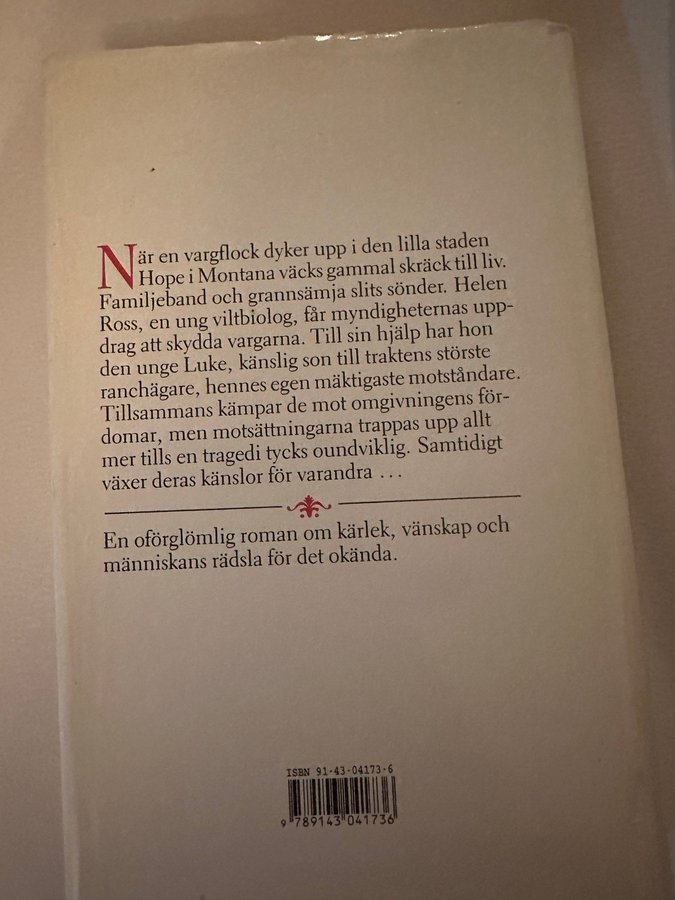 När en vargflock dyker upp i den lilla staden
Hope i Montana väcks gammal skräck till liv.
Familjeband och grannsämja slits sönder. Helen
Ross, en ung viltbiolog, får myndigheternas upp-
drag att skydda vargarna. Till sin hjälp har hon
den unge Luke, känslig son till traktens störste
ranchägare, hennes egen mäktigaste motståndare.
Tillsammans kämpar de mot omgivningens för-
domar, men motsättningarna trappas upp allt
mer tills en tragedi tycks oundviklig. Samtidigt
växer deras känslor för varandra ...
En oförglömlig roman om kärlek, vänskap och
människans rädsla för det okända.
ISBN 91-43-04173-6
9 789143 041736